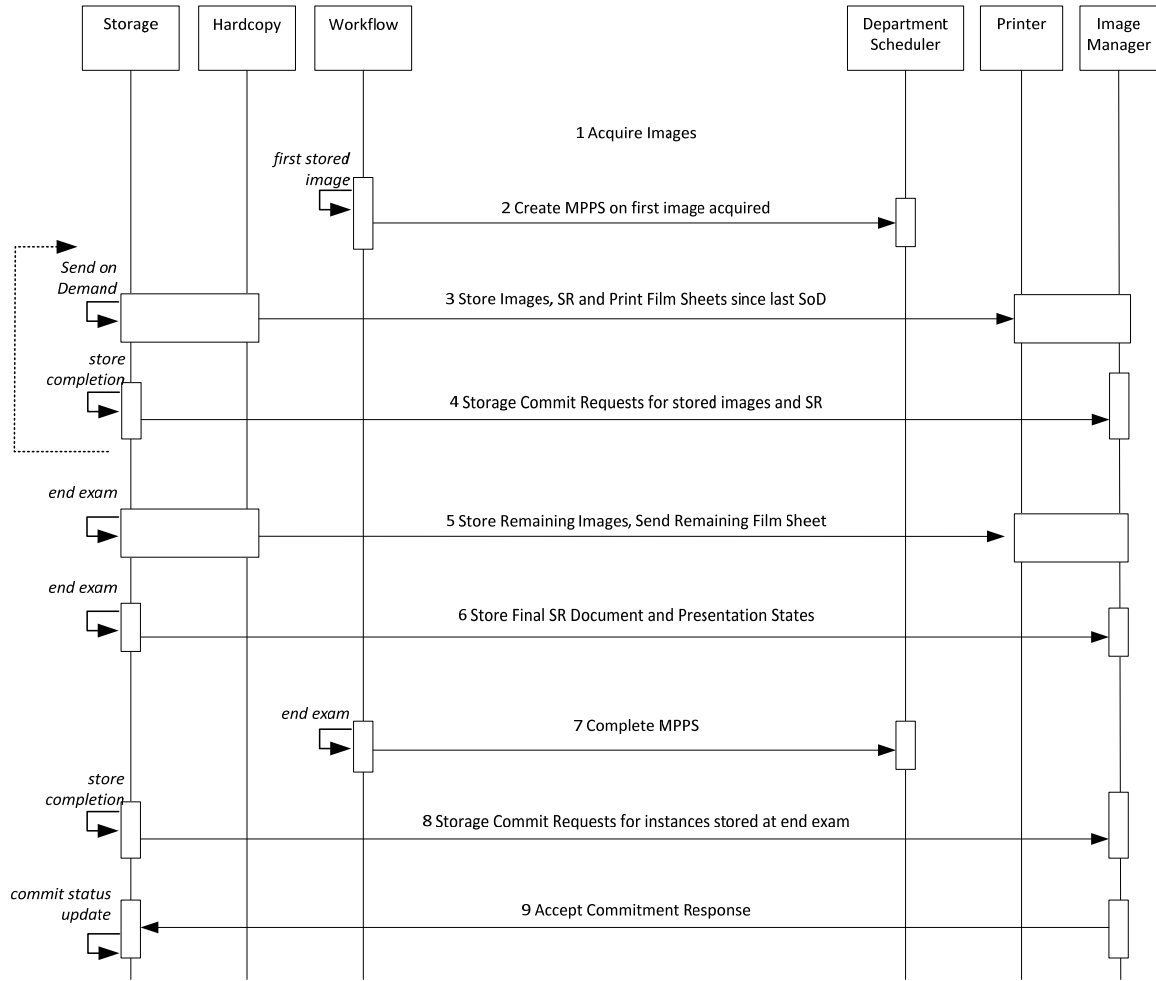 Storage
Hardcopy
Workflow
Department
Scheduler
Printer
Image
Manager
1 Acquire Images
first stored
image
2 Create MPPS on first image acquired
Send on
Demand
3 Store Images, SR and Print Film Sheets since last SoD
store
completion
4 Storage Commit Requests for stored images and SR
end exam
5 Store Remaining Images, Send Remaining Film Sheet
end exam
6 Store Final SR Document and Presentation States
end exam
7 Complete MPPS
store
completion
8 Storage Commit Requests for instances stored at end exam
commit status
update
9 Accept Commitment Response